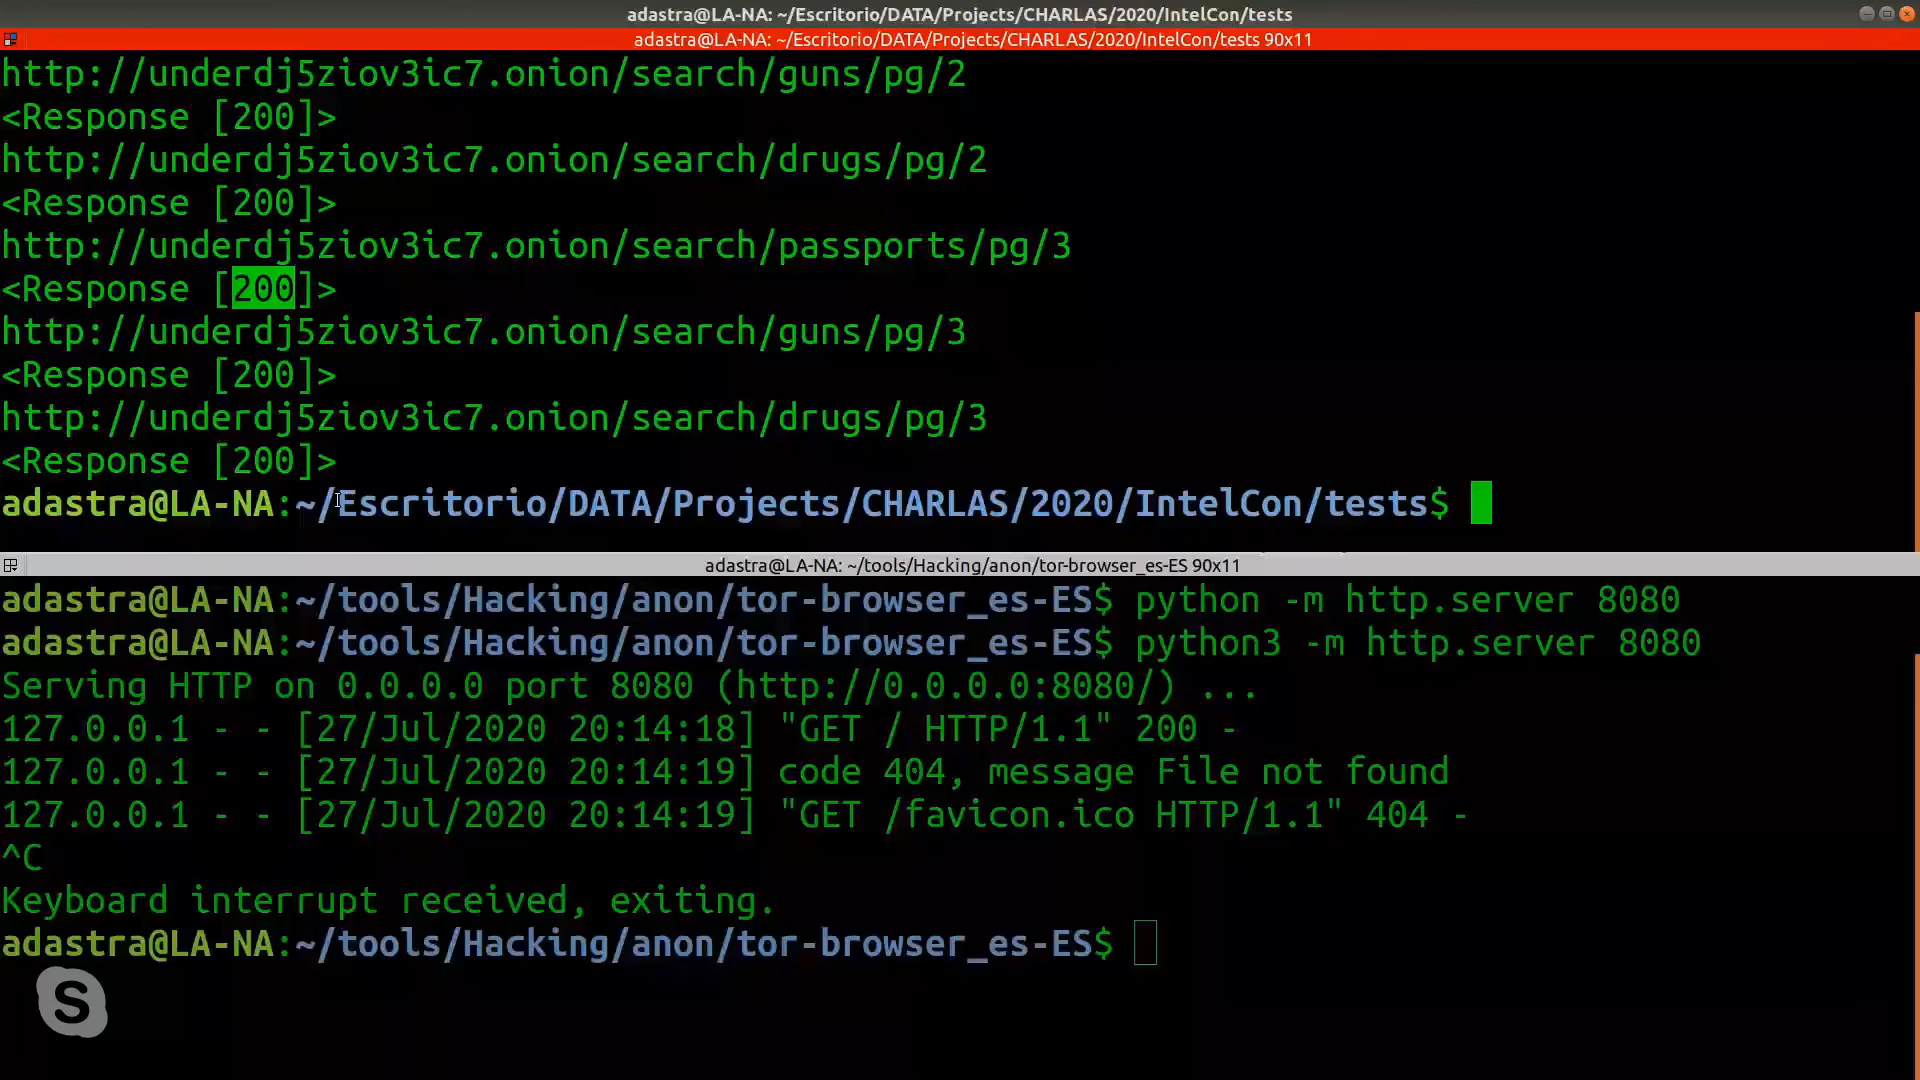 adastra@LA-NA: ~/Escritorio/DATA/Projects/CHARLAS/2020/IntelCon/tests
adastra@LA-NA: ~/Escritorio/DATA/Projects/CHARLAS/2020/IntelCon/tests 90x11
http://underdj5ziov3ic7.onion/search/guns/pg/2
<Response [200]>
http://underdj5ziov3ic7.onion/search/drugs/pg/2
<Response [200]>
http://underdj5ziov3ic7.onion/search/passports/pg/3
<Response [200]>
http://underdj5ziov3ic7.onion/search/guns/pg/3
<Response [200]>
http://underdj5ziov3ic7.onion/search/drugs/pg/3
<Response [200]>
adastra@LA-NA:~/Escritorio/DATA/Projects/CHARLAS/2020/IntelCon/tests$
adastra@LA-NA: ~/tools/Hacking/anon/tor-browser_es-ES 90x11
adastra@LA-NA:~/tools/Hacking/anon/tor-browser_es-ES$ python -m http.server 8080
adastra@LA-NA:~/tools/Hacking/anon/tor-browser_es-ES$ python3 -m http.server 8080
Serving HTTP on 0.0.0.0 port 8080 (http://0.0.0.0:8080/) ...
127.0.0.1 - - [27/Jul/2020 20:14:18] "GET / HTTP/1.1" 200 -
127.0.0.1 - - [27/Jul/2020 20:14:19] code 404, message File not found
127.0.0.1 - - [27/Jul/2020 20:14:19] "GET /favicon.ico HTTP/1.1" 404 -
^C
Keyboard interrupt received, exiting.
adastra@LA-NA:~/tools/Hacking/anon/tor-browser_es-ES$
S